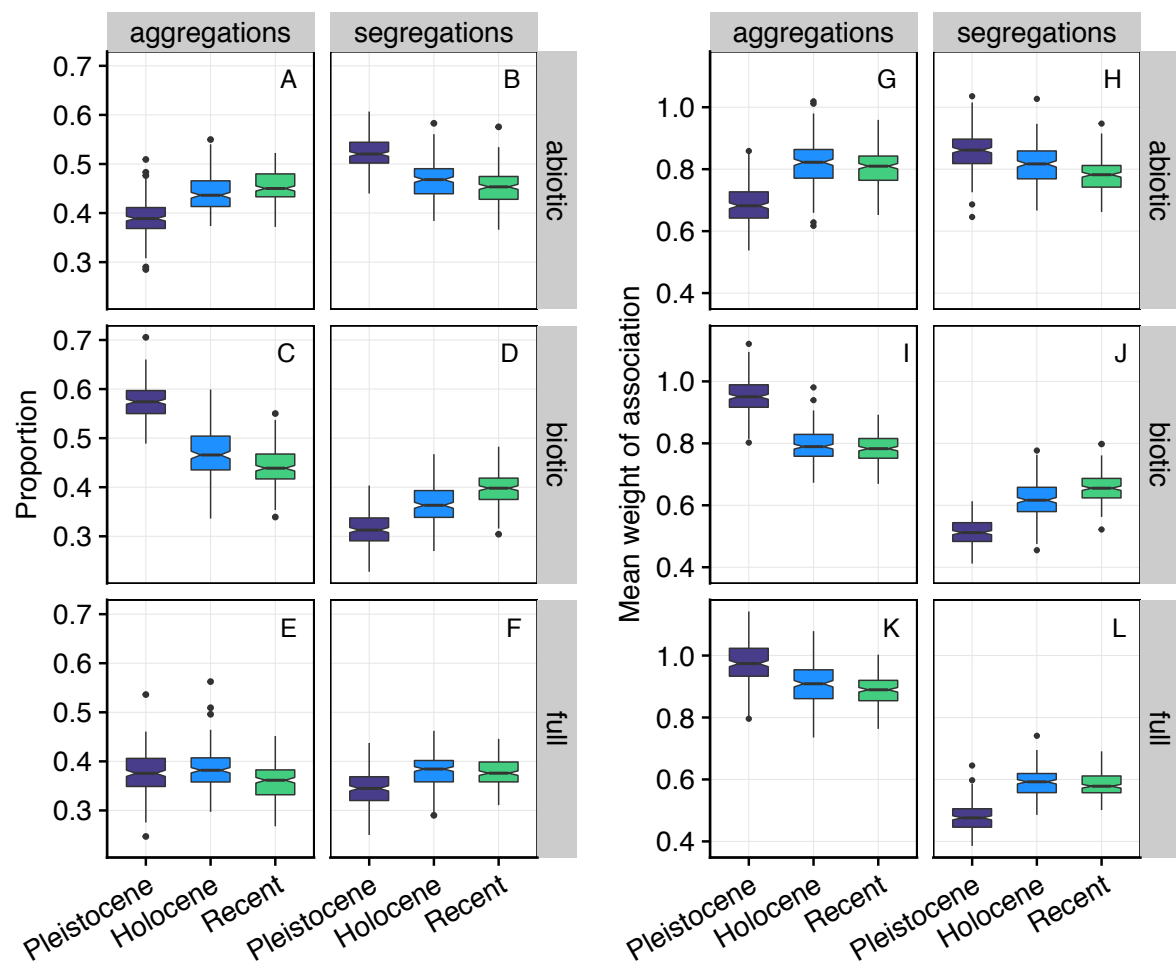 aggregations segregations
abiotic
A B
0.7
0.6
0.5
0.4
0.3
biotic
C D
0.7
0.6
0.5
0.4
0.3
full
E F
0.7
0.6
0.5
0.4
0.3
Proportion
Pleistocene Holocene Recent Pleistocene Holocene Recent
aggregations segregations
abiotic
G H
1.0
0.8
0.6
0.4
biotic
I J
1.0
0.8
0.6
0.4
full
K L
1.0
0.8
0.6
0.4
Mean weight of association
Pleistocene Holocene Recent Pleistocene Holocene Recent